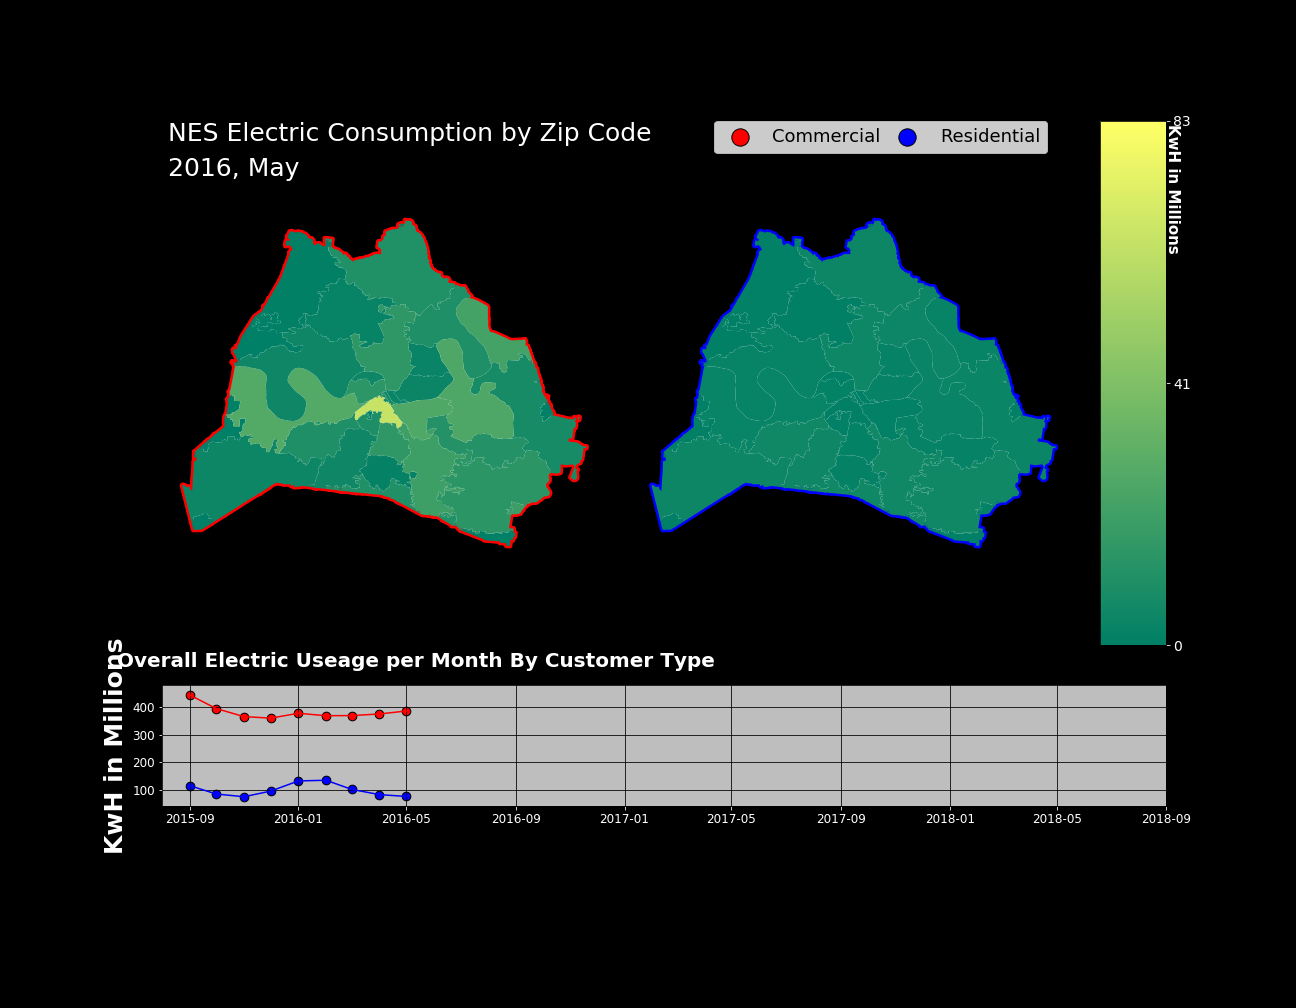 NES Electric Consumption by Zip Code
2016, May
Commercial
Residential
83
KwH in Millions
41
0
Overall Electric Useage per Month By Customer Type
KwH in Millions
400
300
200
100
2015-09
2016-01
2016-05
2016-09
2017-01
2017-05
2017-09
2018-01
2018-05
2018-09